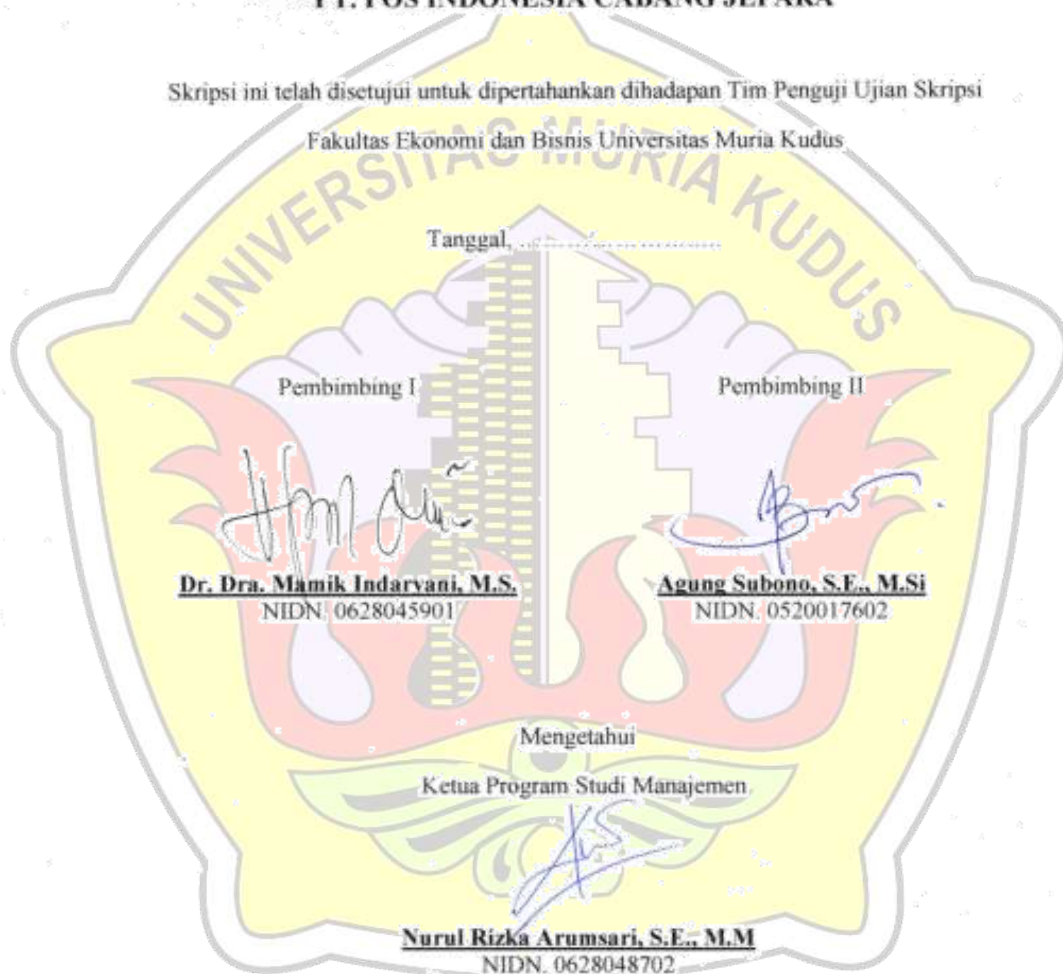 PT. POS INDONESIA CABANG JEPARA
Skripsi ini telah disetujui untuk dipertahankan dihadapan Tim Penguji Ujian Skripsi
Fakultas Ekonomi dan Bisnis Universitas Muria Kudus
UNIVERSITAS MURIA KUDUS
Tanggal, ..............................
Pembimbing I
Pembimbing II
Dr. Dra. Mamik Indaryani, M.S.
NIDN. 0628045901
Agung Subono, S.E., M.Si
NIDN. 0520017602
Mengetahui
Ketua Program Studi Manajemen
Nurul Rizka Arumsari, S.E., M.M
NIDN. 0628048702